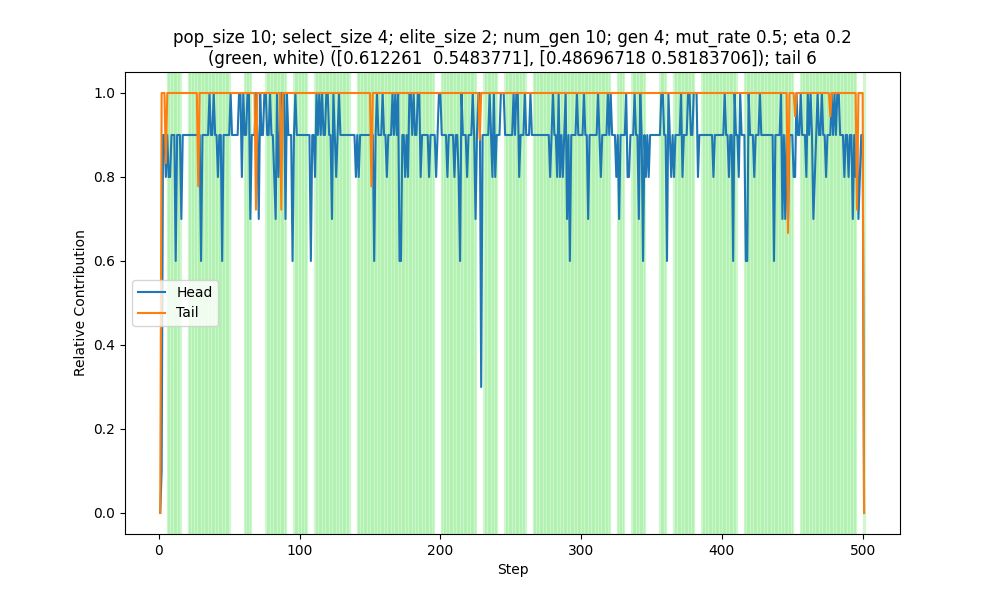 pop_size 10; select_size 4; elite_size 2; num_gen 10; gen 4; mut_rate 0.5; eta 0.2
(green, white) ([0.612261  0.5483771], [0.48696718 0.58183706]); tail 6
1.0
0.8
0.6
0.4
0.2
0.0
Relative Contribution
Head
Tail
0
100
200
300
400
500
Step